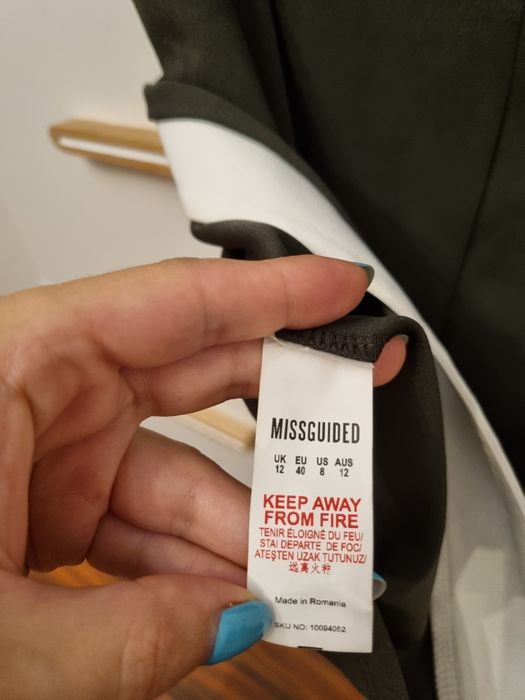 MISSGUIDED
UK EU US AUS
12 40 8 12
KEEP AWAY
FROM FIRE
TENIR ÉLOIGNÉ DU FEU/
STAI DEPARTE DE FOC/
ATEŞTEN UZAK TUTUNUZ/
远离火种
Made in Romania
SKU NO: 10094052